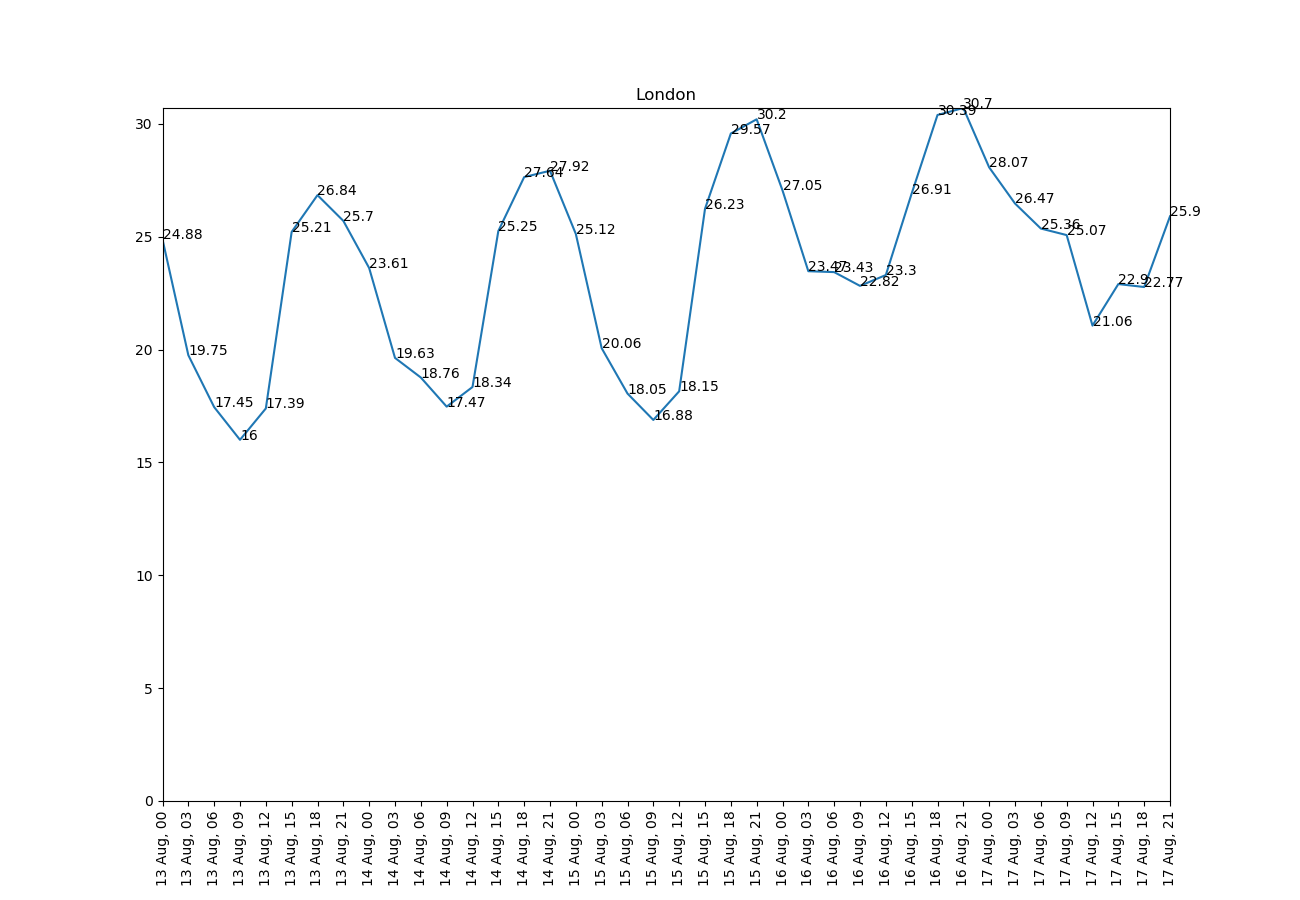 London
30
25
20
15
10
5
0
24.88
19.75
17.45
16
17.39
25.21
26.84
25.7
23.61
19.63
18.76
17.47
18.34
25.25
27.64
27.92
25.12
20.06
18.05
16.88
18.15
26.23
29.57
30.2
27.05
23.47
23.43
22.82
23.3
26.91
30.39
30.7
28.07
26.47
25.36
25.07
21.06
22.9
22.77
25.9
13 Aug, 00
13 Aug, 03
13 Aug, 06
13 Aug, 09
13 Aug, 12
13 Aug, 15
13 Aug, 18
13 Aug, 21
14 Aug, 00
14 Aug, 03
14 Aug, 06
14 Aug, 09
14 Aug, 12
14 Aug, 15
14 Aug, 18
14 Aug, 21
15 Aug, 00
15 Aug, 03
15 Aug, 06
15 Aug, 09
15 Aug, 12
15 Aug, 15
15 Aug, 18
15 Aug, 21
16 Aug, 00
16 Aug, 03
16 Aug, 06
16 Aug, 09
16 Aug, 12
16 Aug, 15
16 Aug, 18
16 Aug, 21
17 Aug, 00
17 Aug, 03
17 Aug, 06
17 Aug, 09
17 Aug, 12
17 Aug, 15
17 Aug, 18
17 Aug, 21